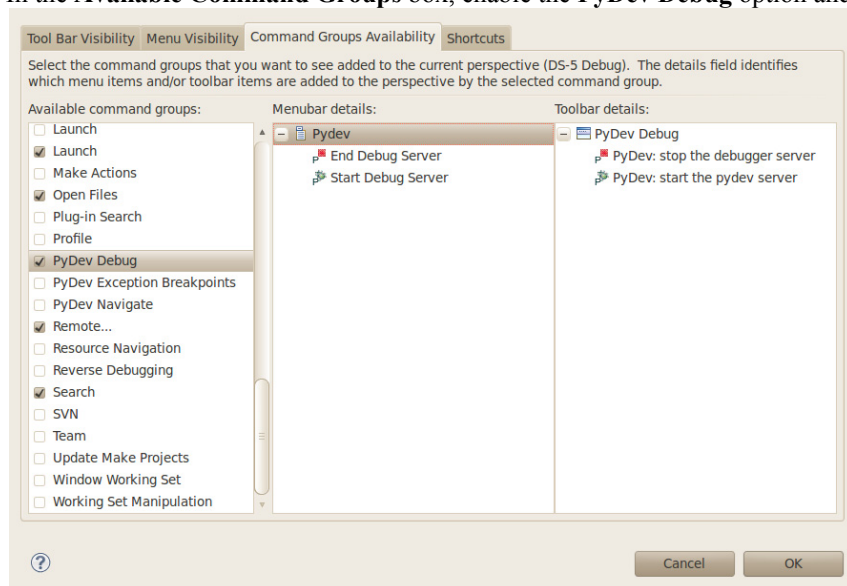 In the Available Command Groups box, enable the PyDev Debug option and
Tool Bar Visibility Menu Visibility Command Groups Availability Shortcuts
Select the command groups that you want to see added to the current perspective (DS-5 Debug). The details field identifies
which menu items and/or toolbar items are added to the perspective by the selected command group.
Available command groups: Menubar details: Toolbar details:
Launch
Launch
Make Actions
Open Files
Plug-in Search
Profile
PyDev Debug
PyDev Exception Breakpoints
PyDev Navigate
Remote...
Resource Navigation
Reverse Debugging
Search
SVN
Team
Update Make Projects
Window Working Set
Working Set Manipulation
Pydev
End Debug Server
Start Debug Server
PyDev Debug
PyDev: stop the debugger server
PyDev: start the pydev server
Cancel OK